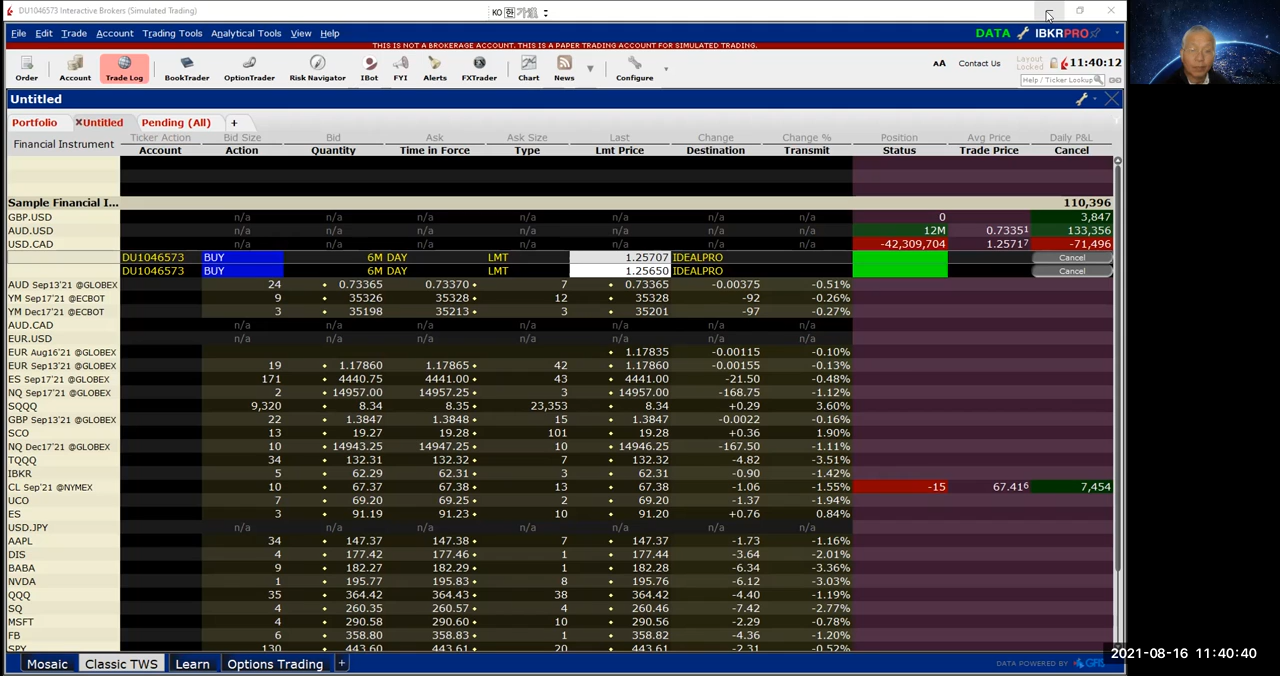 DU1046573 Interactive Brokers (Simulated Trading)
KO 한 가
File Edit Trade Account Trading Tools Analytical Tools View Help DATA IBKRPRO
THIS IS NOT A BROKERAGE ACCOUNT. THIS IS A PAPER TRADING ACCOUNT FOR SIMULATED TRADING.
Order Account Trade Log BookTrader OptionTrader Risk Navigator IBot FYI Alerts FXTrader Chart News Configure AA Contact Us Layout Locked 11:40:12
Help / Ticker Lookup
Untitled
Portfolio Untitled Pending (All) +
Ticker Action Bid Size Bid Ask Ask Size Last Change Change % Position Avg Price Daily P&L
Financial Instrument Account Action Quantity Time in Force Type Lmt Price Destination Transmit Status Trade Price Cancel
Sample Financial I... 110,396
GBP.USD n/a n/a n/a n/a n/a n/a n/a 0 3,847
AUD.USD n/a n/a n/a n/a n/a n/a n/a 12M 0.7335¹ 133,356
USD.CAD n/a n/a n/a n/a n/a n/a n/a -42,309,704 1.2571⁷ -71,496
DU1046573 BUY 6M DAY LMT 1.25707 IDEALPRO Cancel
DU1046573 BUY 6M DAY LMT 1.25650 IDEALPRO Cancel
AUD Sep13'21 @GLOBEX 24 0.73365 0.73370 7 0.73365 -0.00375 -0.51%
YM Sep17'21 @ECBOT 9 35326 35328 12 35328 -92 -0.26%
YM Dec17'21 @ECBOT 3 35198 35213 3 35201 -97 -0.27%
AUD.CAD n/a n/a n/a n/a n/a n/a n/a
EUR.USD n/a n/a n/a n/a n/a n/a n/a
EUR Aug16'21 @GLOBEX 1.17835 -0.00115 -0.10%
EUR Sep13'21 @GLOBEX 19 1.17860 1.17865 42 1.17860 -0.00155 -0.13%
ES Sep17'21 @GLOBEX 171 4440.75 4441.00 43 4441.00 -21.50 -0.48%
NQ Sep17'21 @GLOBEX 2 14957.00 14957.25 3 14957.00 -168.75 -1.12%
SQQQ 9,320 8.34 8.35 23,353 8.34 +0.29 3.60%
GBP Sep13'21 @GLOBEX 22 1.3847 1.3848 15 1.3847 -0.0022 -0.16%
SCO 13 19.27 19.28 101 19.28 +0.36 1.90%
NQ Dec17'21 @GLOBEX 10 14943.25 14947.25 10 14946.25 -167.50 -1.11%
TQQQ 34 132.31 132.32 7 132.32 -4.82 -3.51%
IBKR 5 62.29 62.31 3 62.31 -0.90 -1.42%
CL Sep'21 @NYMEX 10 67.37 67.38 13 67.38 -1.06 -1.55% -15 67.41⁶ 7,454
UCO 7 69.20 69.25 2 69.20 -1.37 -1.94%
ES 3 91.19 91.23 10 91.20 +0.76 0.84%
USD.JPY n/a n/a n/a n/a n/a n/a n/a
AAPL 34 147.37 147.38 7 147.37 -1.73 -1.16%
DIS 4 177.42 177.46 1 177.44 -3.64 -2.01%
BABA 9 182.27 182.29 1 182.28 -6.34 -3.36%
NVDA 1 195.77 195.83 8 195.76 -6.12 -3.03%
QQQ 35 364.42 364.43 38 364.42 -4.40 -1.19%
SQ 4 260.35 260.57 4 260.46 -7.42 -2.77%
MSFT 4 290.58 290.60 10 290.56 -2.29 -0.78%
FB 6 358.80 358.83 1 358.82 -4.36 -1.20%
SPY 130 443.60 443.61 20 443.61 -2.31 -0.52%
2021-08-16 11:40:40
Mosaic Classic TWS Learn Options Trading + DATA POWERED BY GFIS